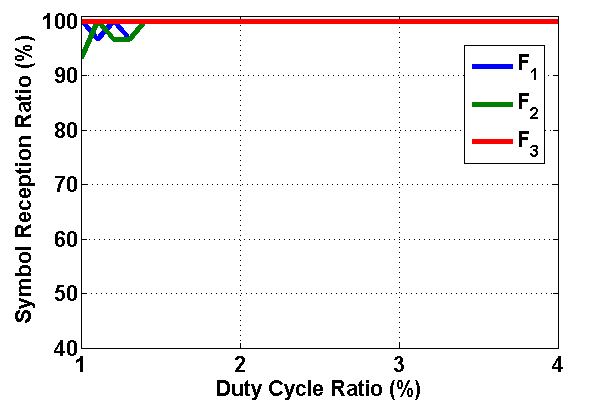 100
90
80
70
60
50
40
Symbol Reception Ratio (%)
F1
F2
F3
1 2 3 4
Duty Cycle Ratio (%)